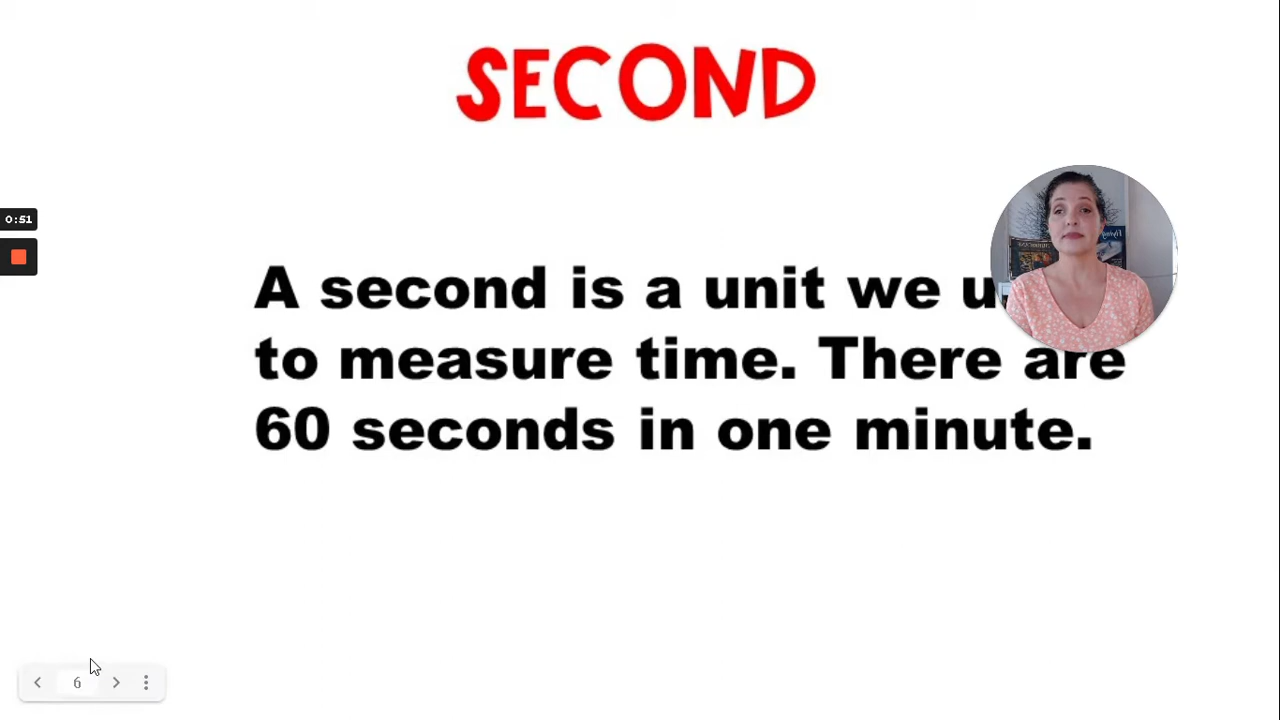 SECOND
0:51
A second is a unit we
to measure time. There are
60 seconds in one minute.
6